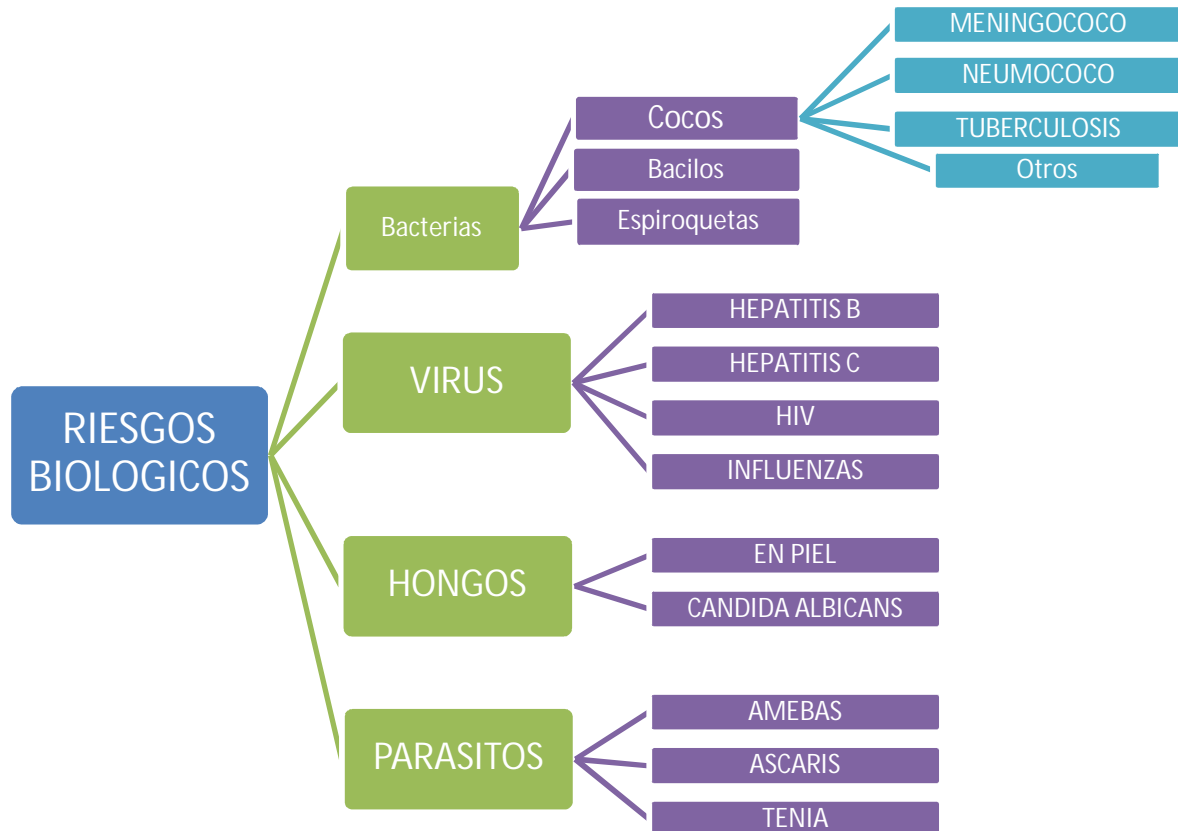 RIESGOS
BIOLOGICOS
Bacterias
Cocos
MENINGOCOCO
NEUMOCOCO
TUBERCULOSIS
Otros
Bacilos
Espiroquetas
VIRUS
HEPATITIS B
HEPATITIS C
HIV
INFLUENZAS
HONGOS
EN PIEL
CANDIDA ALBICANS
PARASITOS
AMEBAS
ASCARIS
TENIA